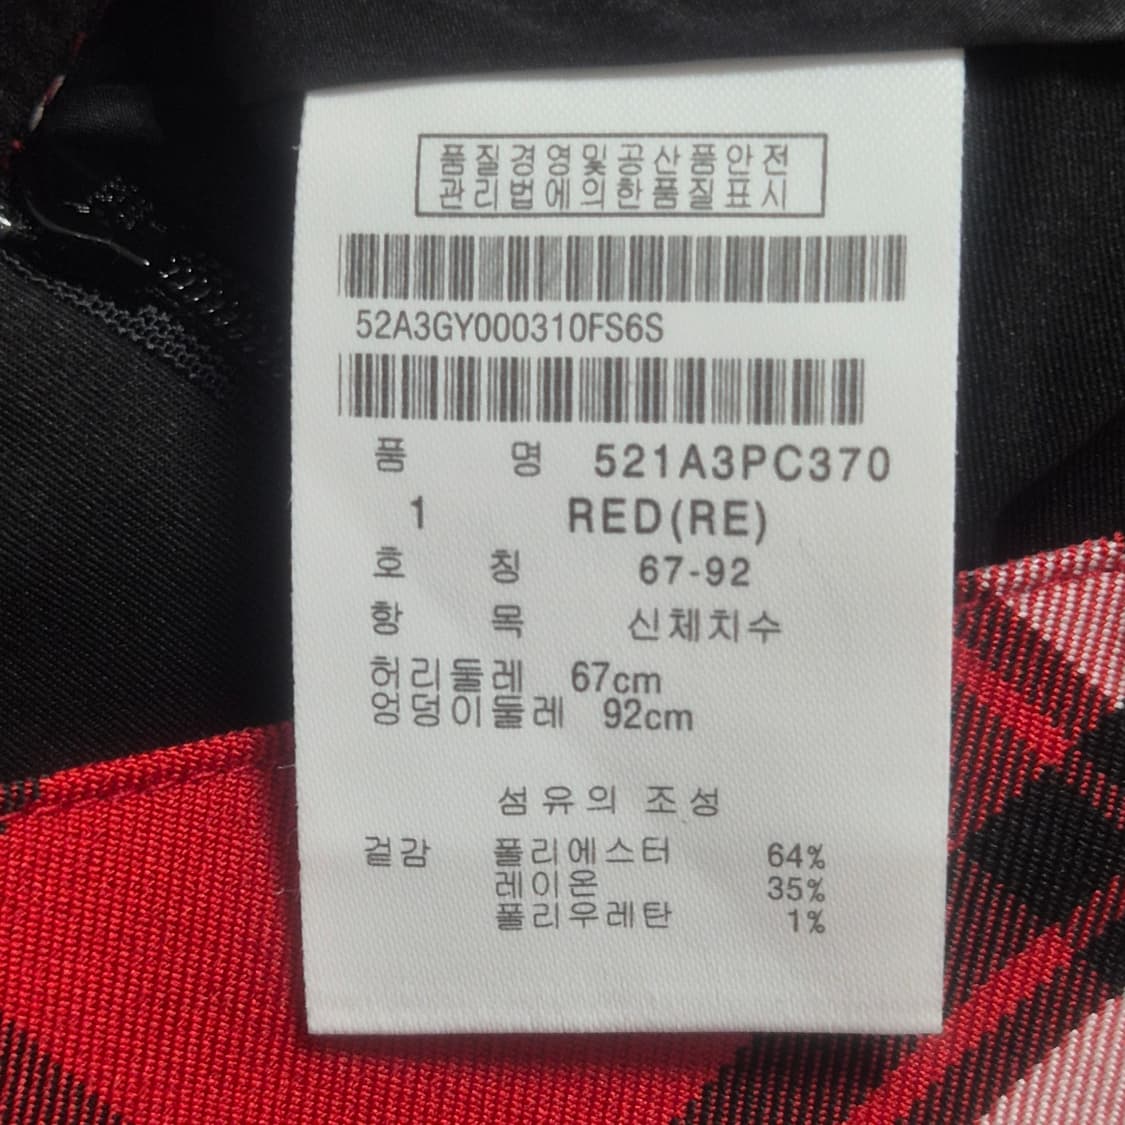 품질경영및공산품안전
관리법에의한품질표시
52A3GY000310FS6S
품 명 521A3PC370
1 RED(RE)
호 칭 67-92
항 목 신체치수
허리둘레 67cm
엉덩이둘레 92cm
섬유의 조성
겉감 폴리에스터 64%
레이온 35%
폴리우레탄 1%